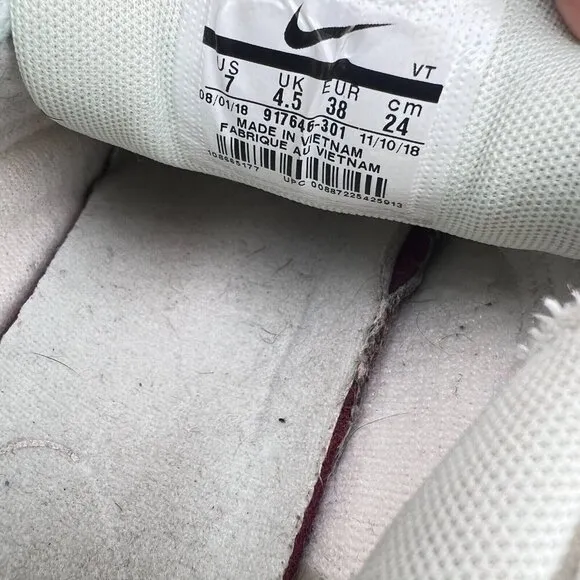 VT
US UK EUR cm
7 4.5 38 24
08/01/18 917646-301 11/10/18
MADE IN VIETNAM
FABRIQUE AU VIETNAM
UPC 00887225425913